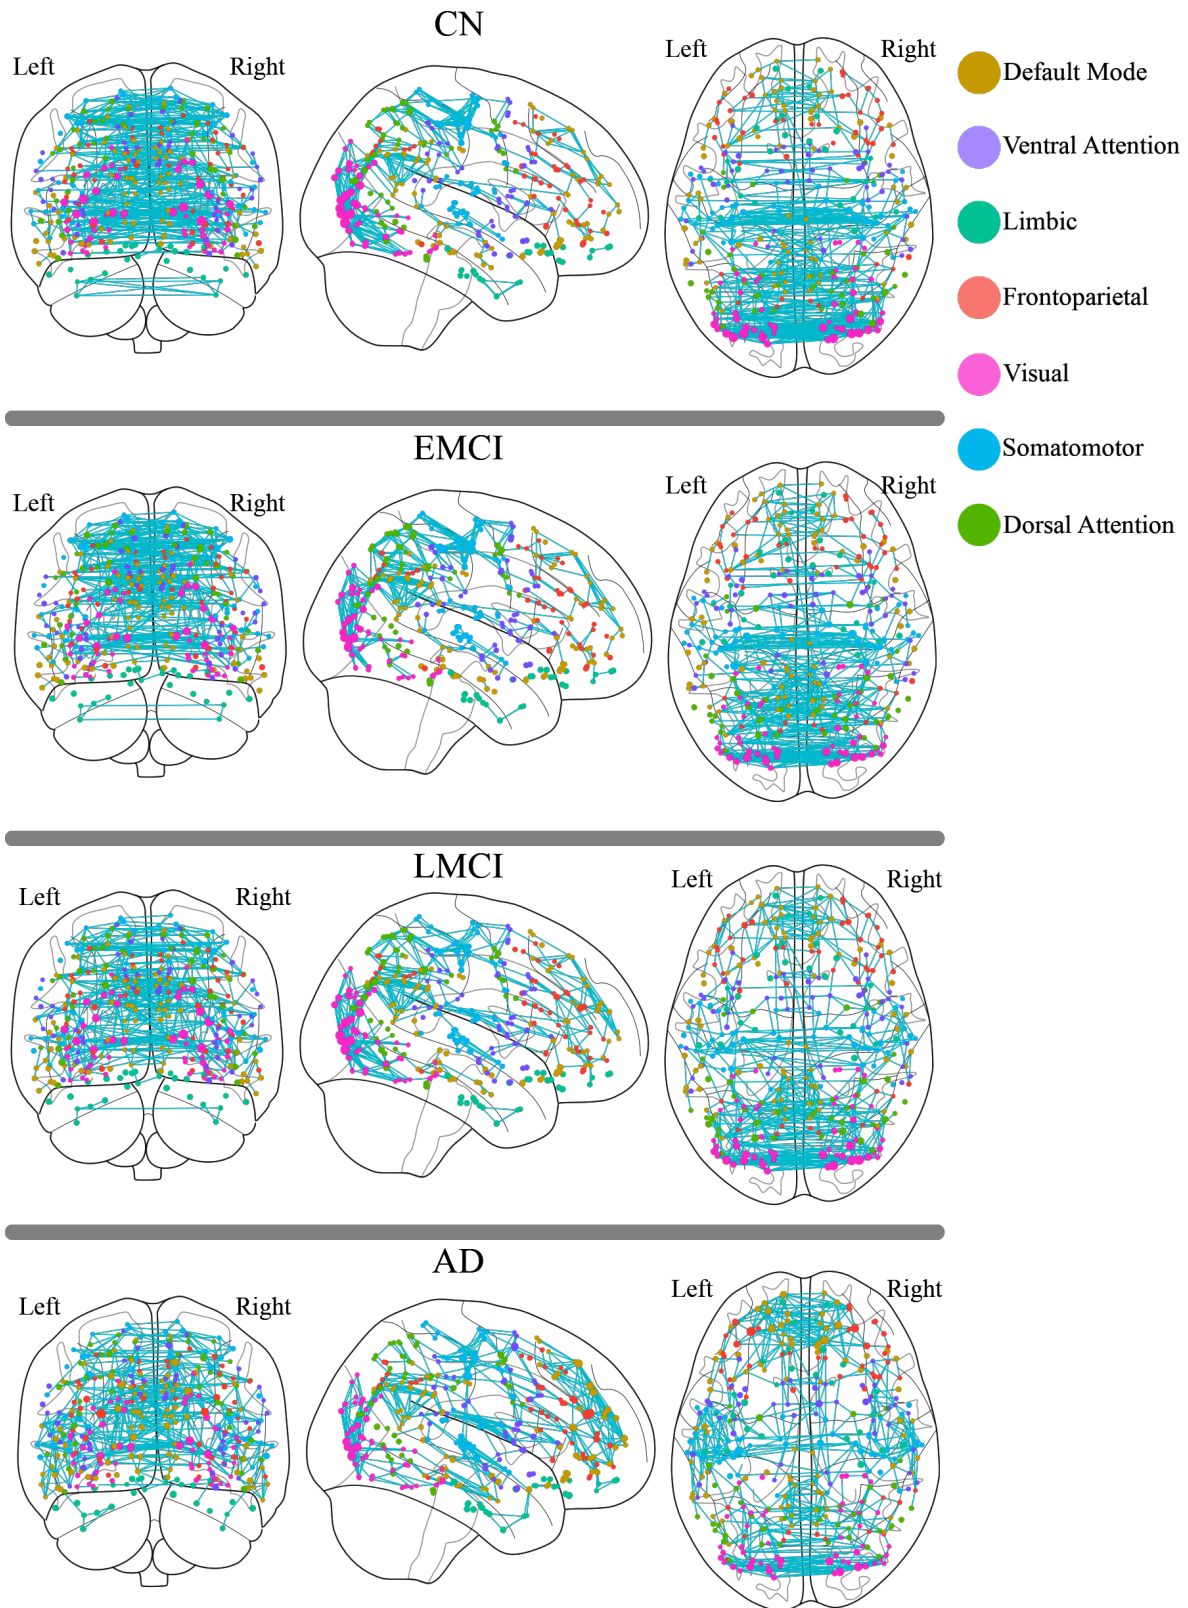 CN
Left
Right
Left
Right
Default Mode
Ventral Attention
Limbic
Frontoparietal
Visual
Somatomotor
Dorsal Attention
EMCI
Left
Right
Left
Right
LMCI
Left
Right
Left
Right
AD
Left
Right
Left
Right